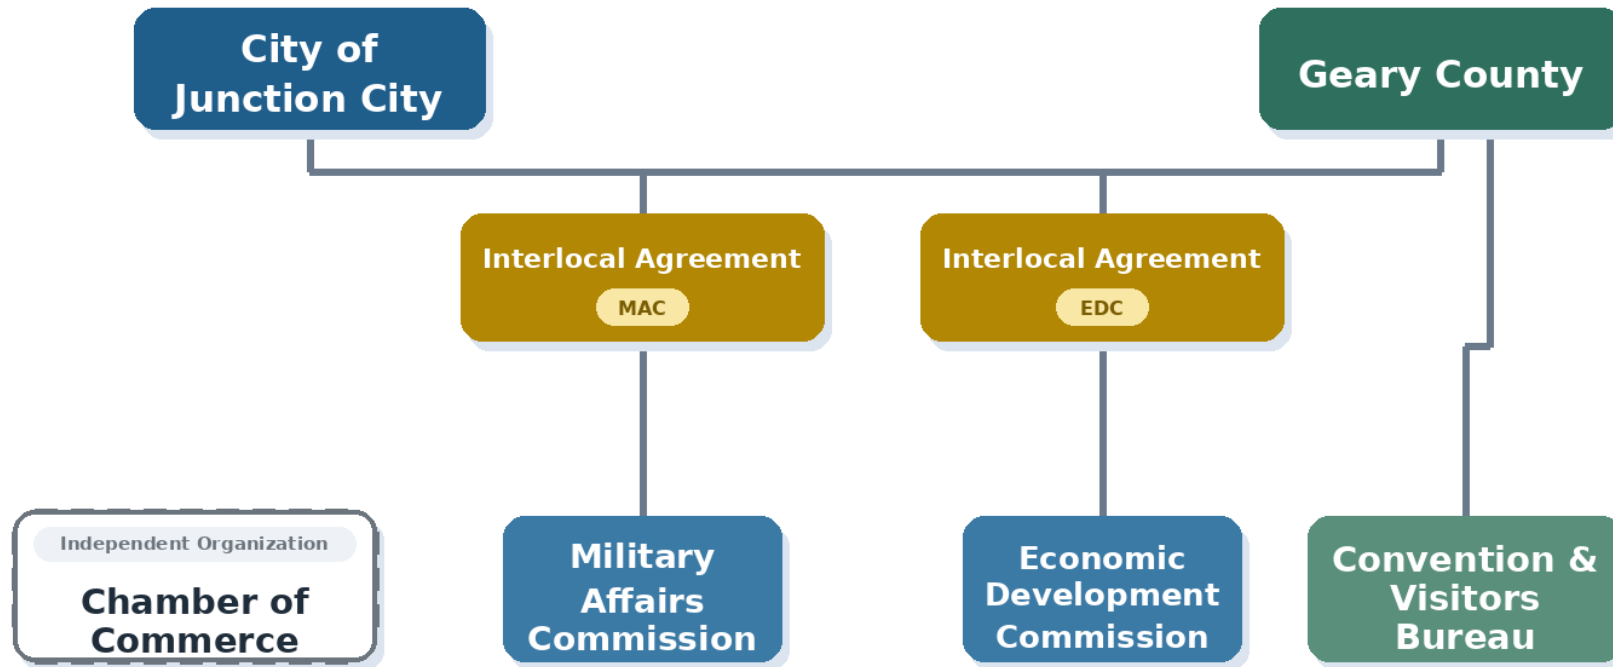 City of
Junction City
Geary County
Interlocal Agreement
MAC
Interlocal Agreement
EDC
Independent Organization
Chamber of
Commerce
Military
Affairs
Commission
Economic
Development
Commission
Convention &
Visitors
Bureau